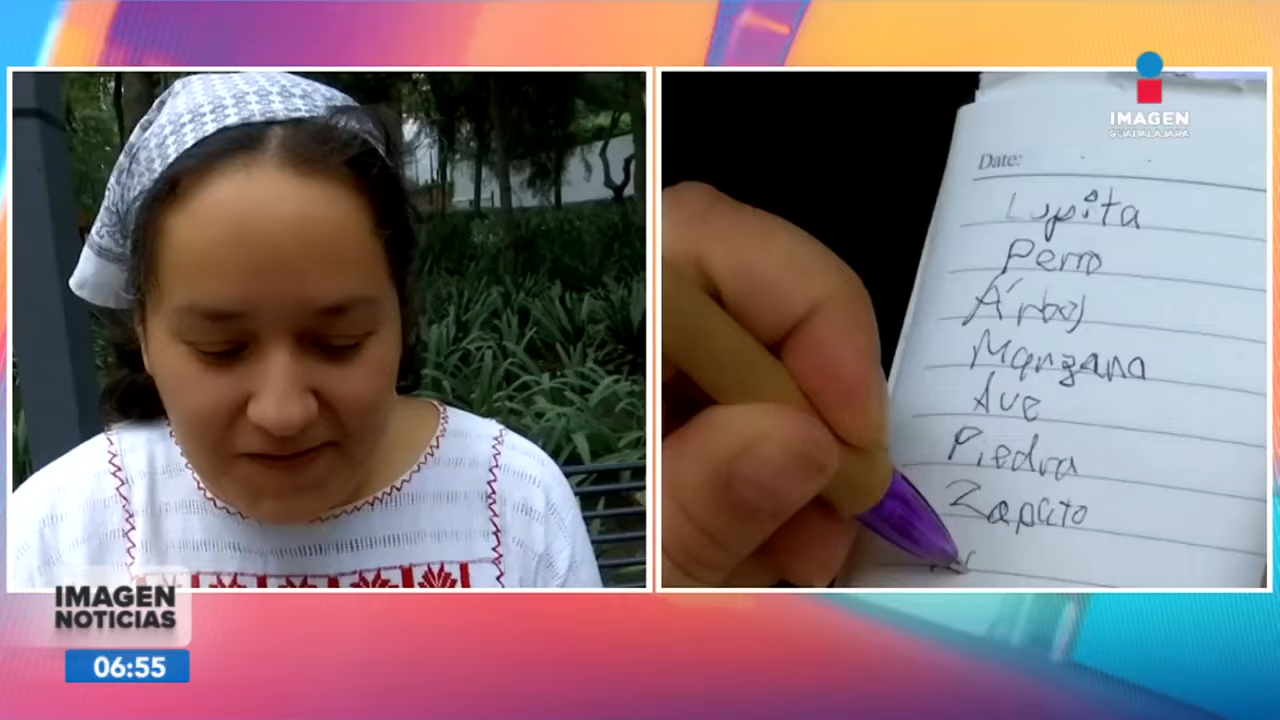 IMAGEN
GUADALAJARA
Date:
Lupita
Perro
Árbol
Manzana
Ave
Piedra
Zapato
IMAGEN
NOTICIAS
06:55